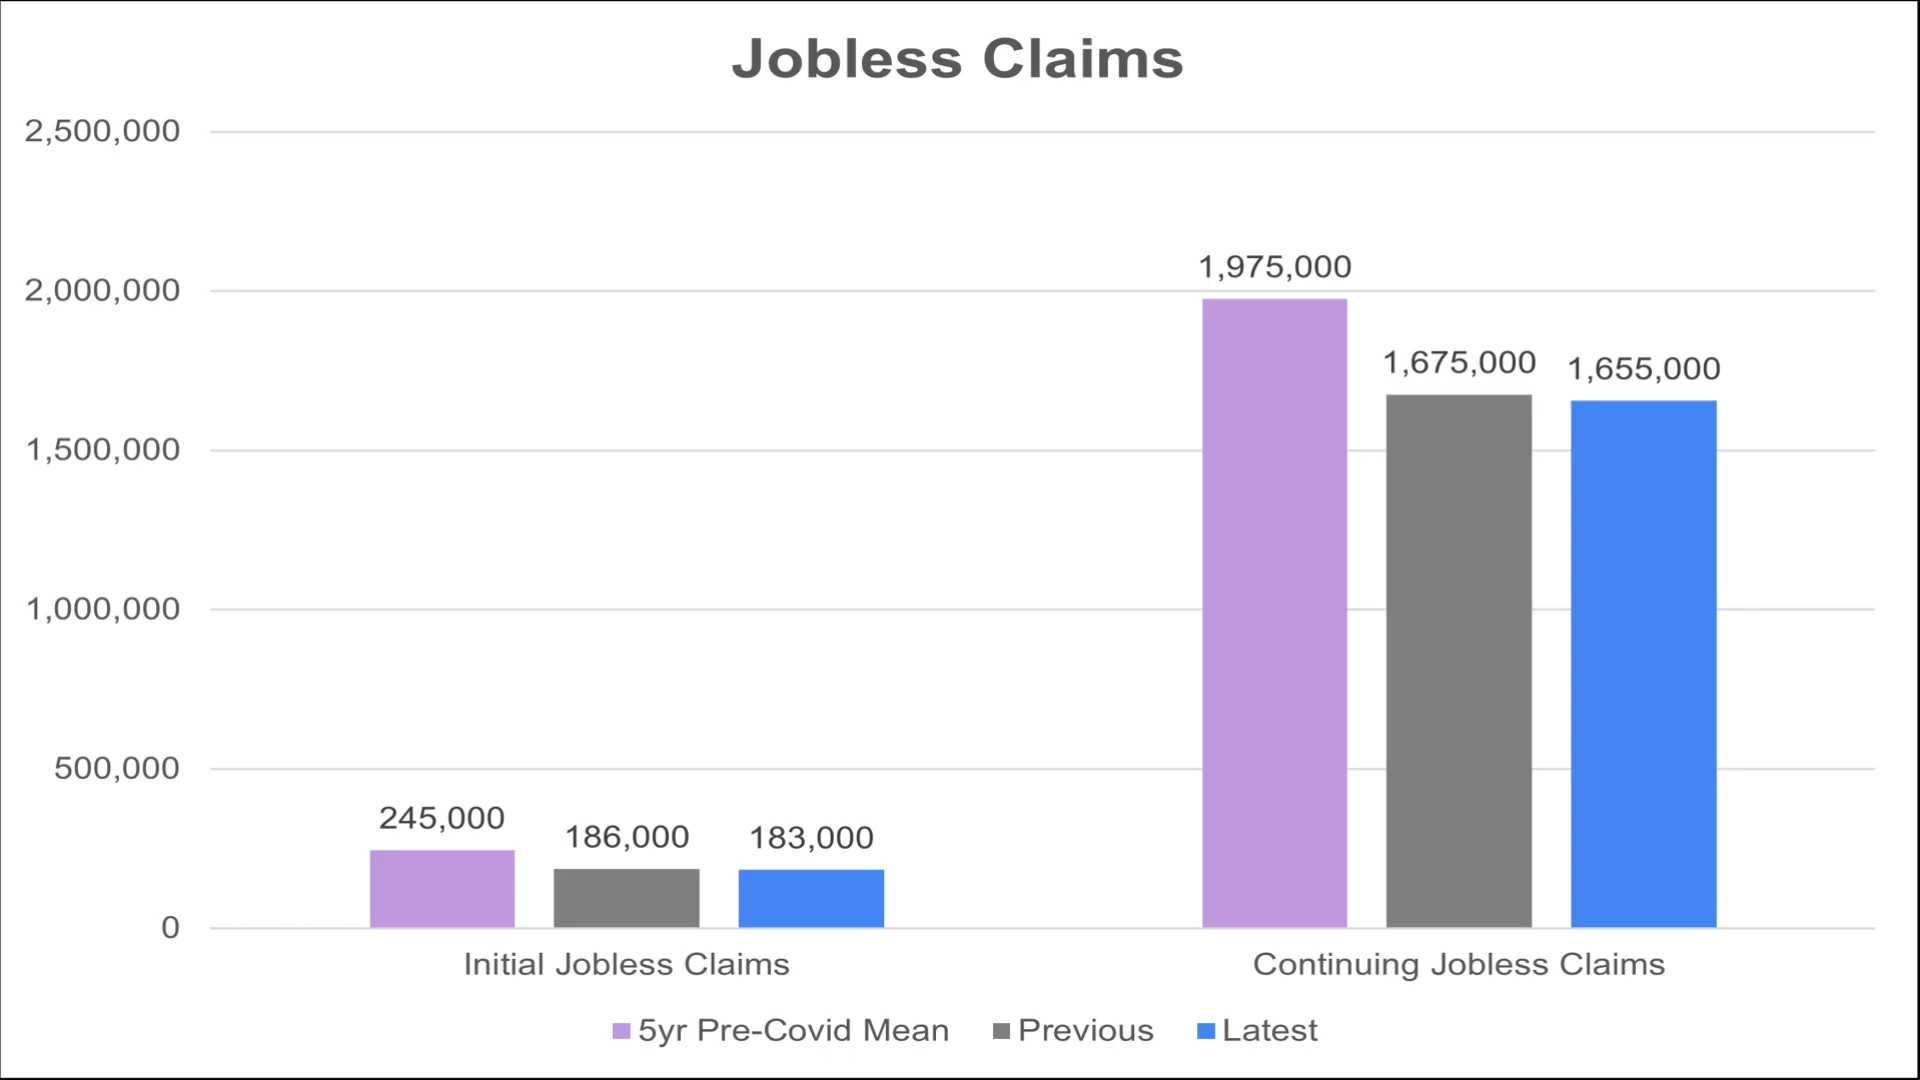 Jobless Claims
2,500,000
2,000,000
1,500,000
1,000,000
500,000
0
245,000
186,000
183,000
1,975,000
1,675,000
1,655,000
Initial Jobless Claims
Continuing Jobless Claims
5yr Pre-Covid Mean
Previous
Latest